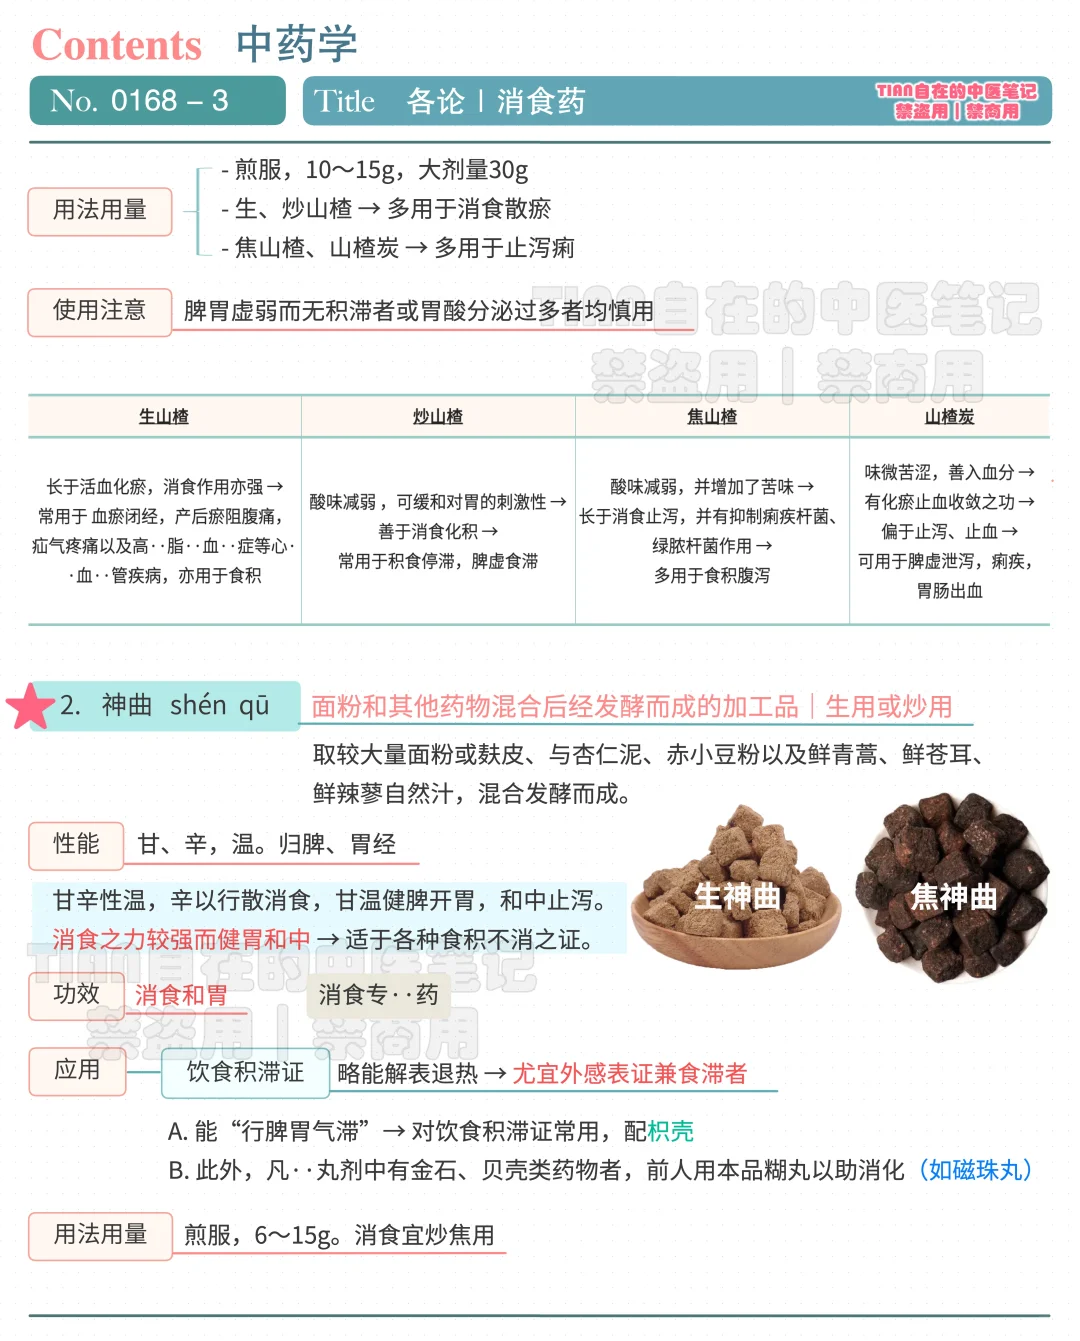 Contents 中药学
No. 0168 – 3
Title 各论 | 消食药
TIAN自在的中医笔记
禁盗用 | 禁商用
用法用量
- 煎服，10～15g，大剂量30g
- 生、炒山楂 → 多用于消食散瘀
- 焦山楂、山楂炭 → 多用于止泻痢
使用注意 脾胃虚弱而无积滞者或胃酸分泌过多者均慎用
TIAN自在的中医笔记
禁盗用 | 禁商用
生山楂 炒山楂 焦山楂 山楂炭
长于活血化瘀，消食作用亦强 →
常用于 血瘀闭经，产后瘀阻腹痛，
疝气疼痛以及高··脂··血··症等心·
·血··管疾病，亦用于食积
酸味减弱 ，可缓和对胃的刺激性 →
善于消食化积 →
常用于积食停滞，脾虚食滞
酸味减弱，并增加了苦味 →
长于消食止泻，并有抑制痢疾杆菌、
绿脓杆菌作用 →
多用于食积腹泻
味微苦涩，善入血分 →
有化瘀止血收敛之功 →
偏于止泻、止血 →
可用于脾虚泄泻，痢疾，
胃肠出血
2. 神曲 shén qū 面粉和其他药物混合后经发酵而成的加工品｜生用或炒用
取较大量面粉或麸皮、与杏仁泥、赤小豆粉以及鲜青蒿、鲜苍耳、
鲜辣蓼自然汁，混合发酵而成。
性能 甘、辛，温。归脾、胃经
生神曲 焦神曲
甘辛性温，辛以行散消食，甘温健脾开胃，和中止泻。
消食之力较强而健胃和中 → 适于各种食积不消之证。
TIAN自在的中医笔记
功效 消食和胃 消食专··药
禁盗用 | 禁商用
应用 饮食积滞证 略能解表退热 → 尤宜外感表证兼食滞者
A. 能“行脾胃气滞”→ 对饮食积滞证常用，配枳壳
B. 此外，凡··丸剂中有金石、贝壳类药物者，前人用本品糊丸以助消化（如磁珠丸）
用法用量 煎服，6～15g。消食宜炒焦用